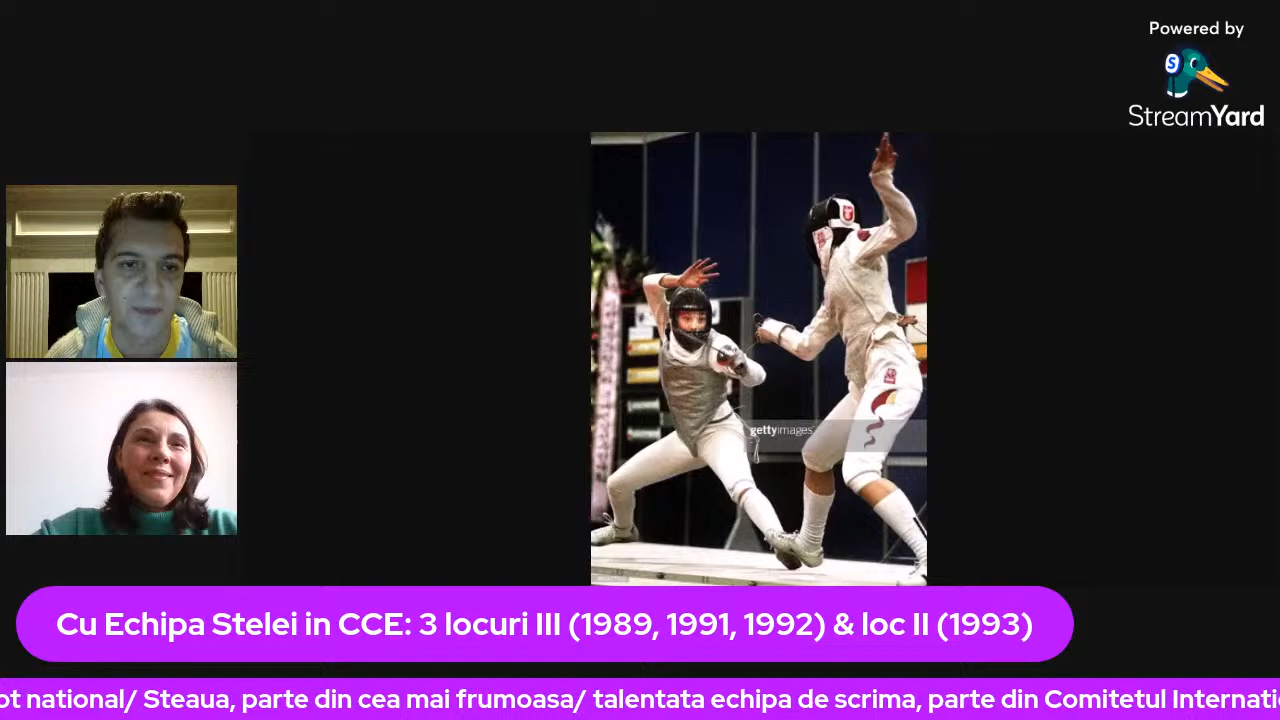 Powered by
StreamYard
gettyimages
Cu Echipa Stelei in CCE: 3 locuri III (1989, 1991, 1992) & loc II (1993)
ot national/ Steaua, parte din cea mai frumoasa/ talentata echipa de scrima, parte din Comitetul Internati